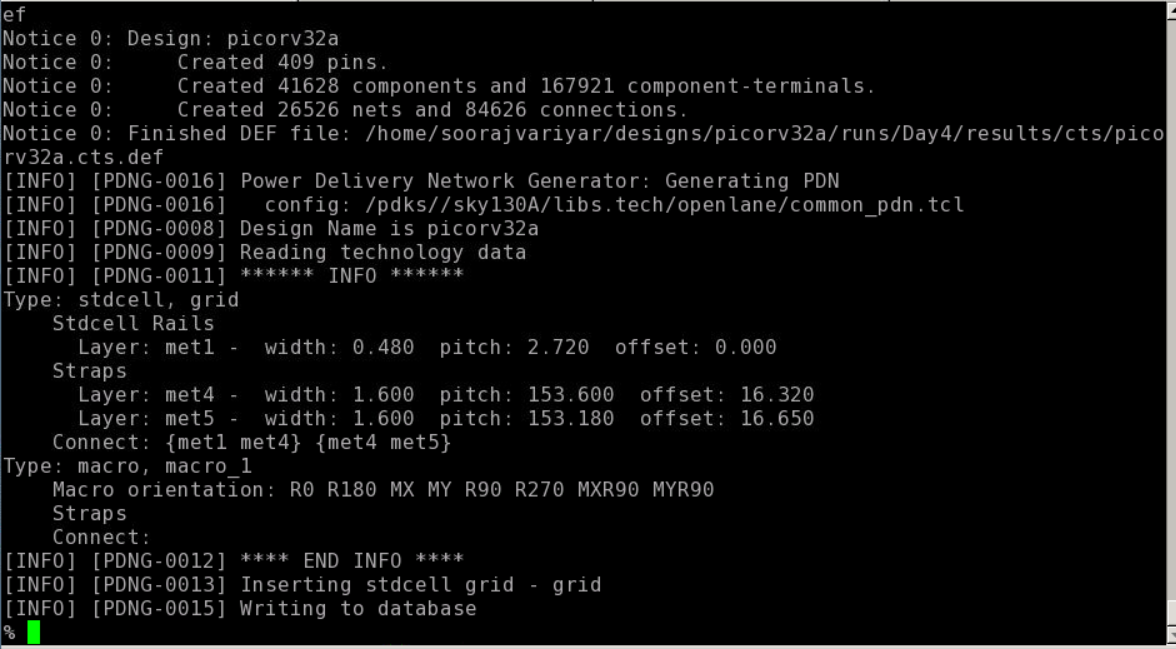 ef
Notice 0: Design: picorv32a
Notice 0:     Created 409 pins.
Notice 0:     Created 41628 components and 167921 component-terminals.
Notice 0:     Created 26526 nets and 84626 connections.
Notice 0: Finished DEF file: /home/soorajvariyar/designs/picorv32a/runs/Day4/results/cts/pico
rv32a.cts.def
[INFO] [PDNG-0016] Power Delivery Network Generator: Generating PDN
[INFO] [PDNG-0016]   config: /pdks//sky130A/libs.tech/openlane/common_pdn.tcl
[INFO] [PDNG-0008] Design Name is picorv32a
[INFO] [PDNG-0009] Reading technology data
[INFO] [PDNG-0011] ****** INFO ******
Type: stdcell, grid
    Stdcell Rails
      Layer: met1 -  width: 0.480  pitch: 2.720  offset: 0.000
    Straps
      Layer: met4 -  width: 1.600  pitch: 153.600  offset: 16.320
      Layer: met5 -  width: 1.600  pitch: 153.180  offset: 16.650
    Connect: {met1 met4} {met4 met5}
Type: macro, macro_1
    Macro orientation: R0 R180 MX MY R90 R270 MXR90 MYR90
    Straps
    Connect:
[INFO] [PDNG-0012] **** END INFO ****
[INFO] [PDNG-0013] Inserting stdcell grid - grid
[INFO] [PDNG-0015] Writing to database
%